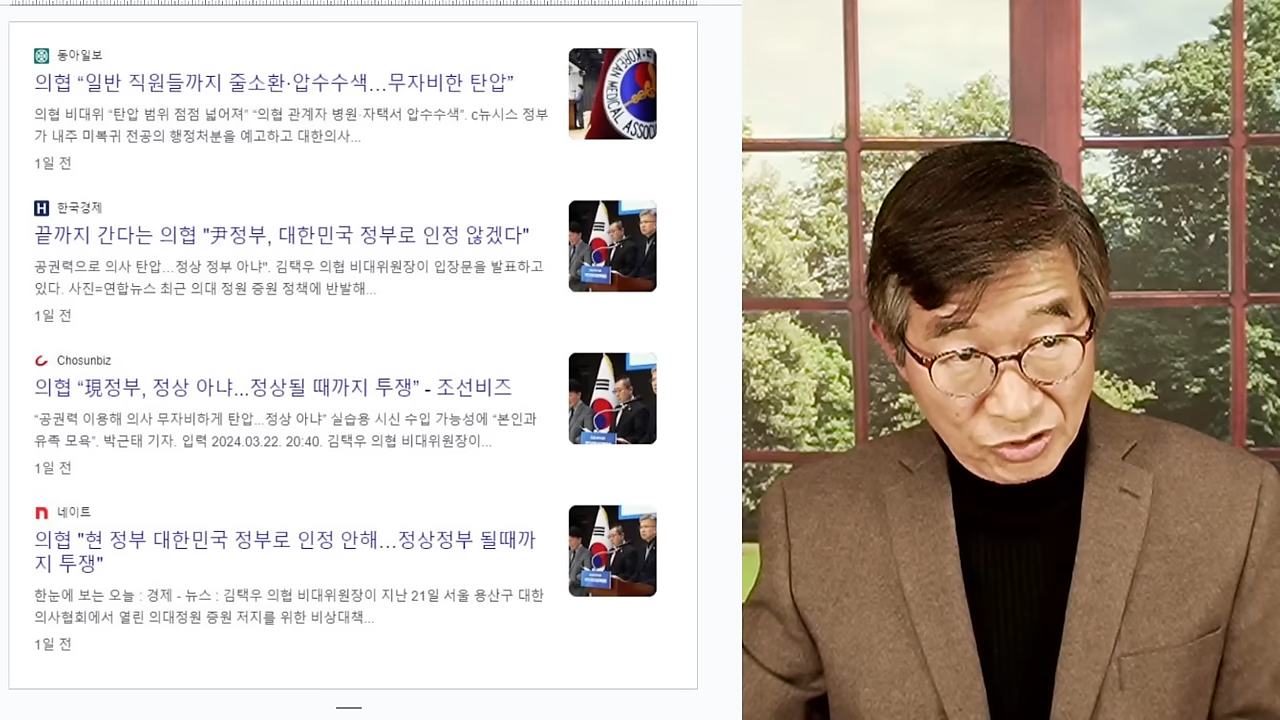 동아일보
의협 “일반 직원들까지 줄소환·압수수색…무자비한 탄압”
의협 비대위 “탄압 범위 점점 넓어져” “의협 관계자 병원·자택서 압수수색”. c뉴시스 정부
가 내주 미복귀 전공의 행정처분을 예고하고 대한의사...
1일 전
KOREAN MEDICAL ASSOC
H 한국경제
끝까지 간다는 의협 "尹정부, 대한민국 정부로 인정 않겠다"
공권력으로 의사 탄압…정상 정부 아냐". 김택우 의협 비대위원장이 입장문을 발표하고
있다. 사진=연합뉴스 최근 의대 정원 증원 정책에 반발해...
1일 전
Chosunbiz
의협 “現정부, 정상 아냐...정상될 때까지 투쟁” - 조선비즈
“공권력 이용해 의사 무자비하게 탄압...정상 아냐” 실습용 시신 수입 가능성에 “본인과
유족 모욕”. 박근태 기자. 입력 2024.03.22. 20:40. 김택우 의협 비대위원장이...
1일 전
n 네이트
의협 "현 정부 대한민국 정부로 인정 안해…정상정부 될때까
지 투쟁"
한눈에 보는 오늘 : 경제 - 뉴스 : 김택우 의협 비대위원장이 지난 21일 서울 용산구 대한
의사협회에서 열린 의대정원 증원 저지를 위한 비상대책...
1일 전